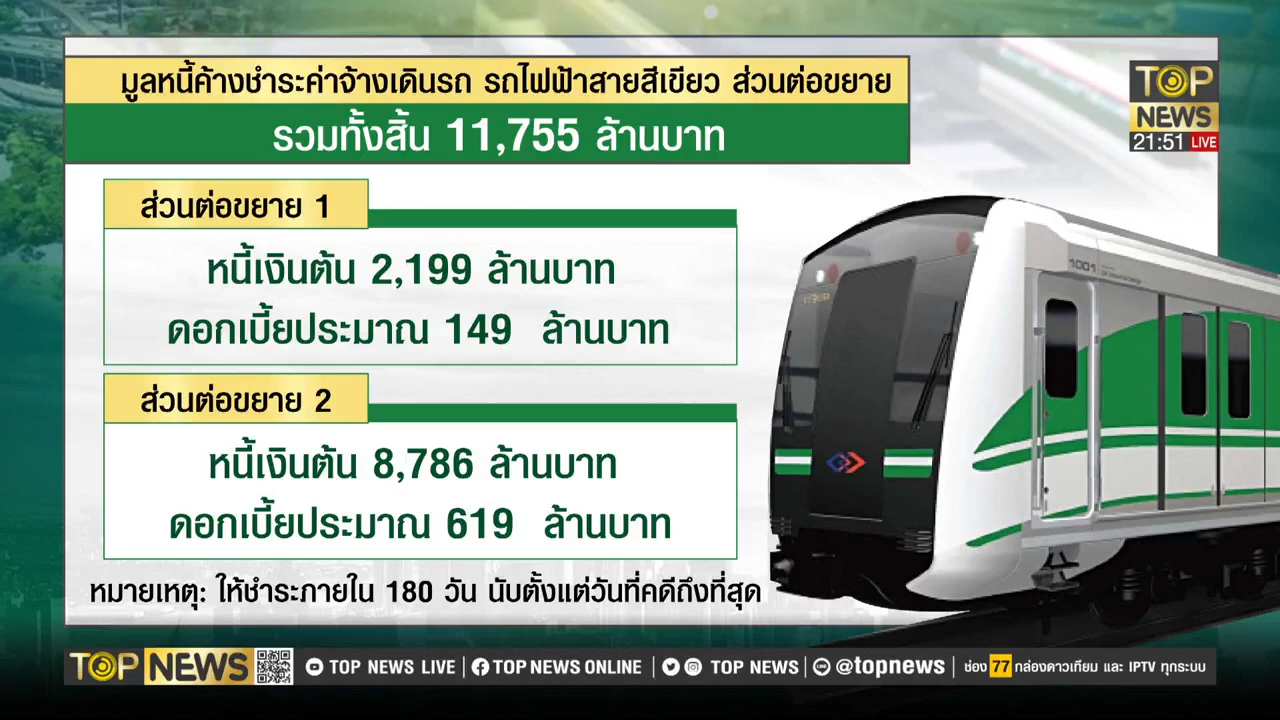 มูลหนี้ค้างชำระค่าจ้างเดินรถ รถไฟฟ้าสายสีเขียว ส่วนต่อขยาย
รวมทั้งสิ้น 11,755 ล้านบาท
TOP
NEWS
21:51 LIVE
ส่วนต่อขยาย 1
หนี้เงินต้น 2,199 ล้านบาท
ดอกเบี้ยประมาณ 149 ล้านบาท
1001
ส่วนต่อขยาย 2
หนี้เงินต้น 8,786 ล้านบาท
ดอกเบี้ยประมาณ 619 ล้านบาท
หมายเหตุ: ให้ชำระภายใน 180 วัน นับตั้งแต่วันที่คดีถึงที่สุด
TOP NEWS TOP NEWS LIVE TOP NEWS ONLINE TOP NEWS @topnews ช่อง 77 กล่องดาวเทียม และ IPTV ทุกระบบ